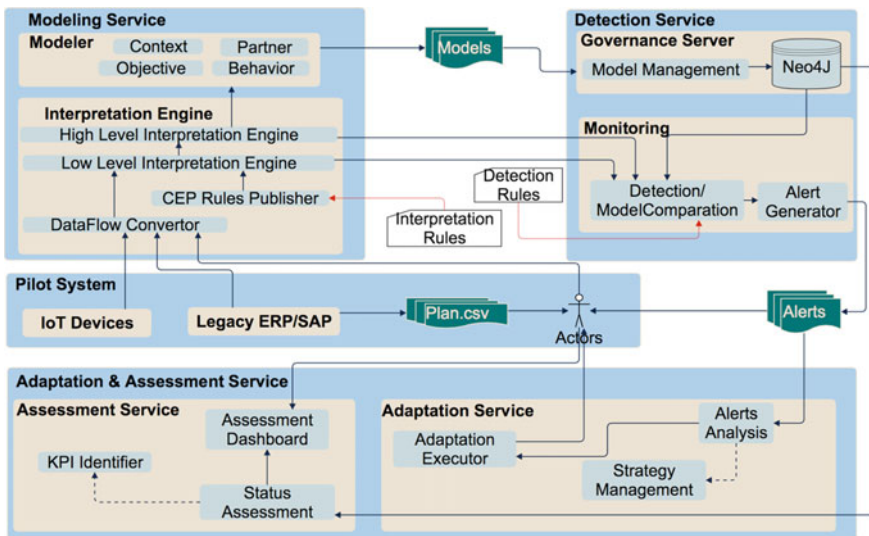 Modeling Service
Modeler
Context
Partner
Objective
Behavior
Models
Detection Service
Governance Server
Model Management
Neo4J
Interpretation Engine
High Level Interpretation Engine
Low Level Interpretation Engine
CEP Rules Publisher
DataFlow Convertor
Detection
Rules
Interpretation
Rules
Monitoring
Detection/
ModelComparation
Alert
Generator
Pilot System
IoT Devices
Legacy ERP/SAP
Plan.csv
Actors
Alerts
Adaptation & Assessment Service
Assessment Service
Assessment
Dashboard
KPI Identifier
Status
Assessment
Adaptation Service
Adaptation
Executor
Alerts
Analysis
Strategy
Management